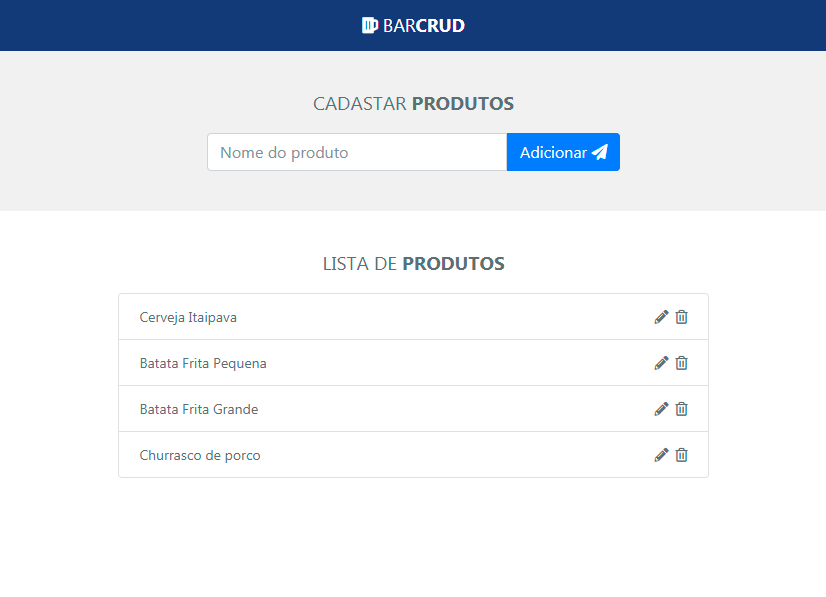 BARCRUD
CADASTAR PRODUTOS
Nome do produto
Adicionar
LISTA DE PRODUTOS
Cerveja Itaipava
Batata Frita Pequena
Batata Frita Grande
Churrasco de porco